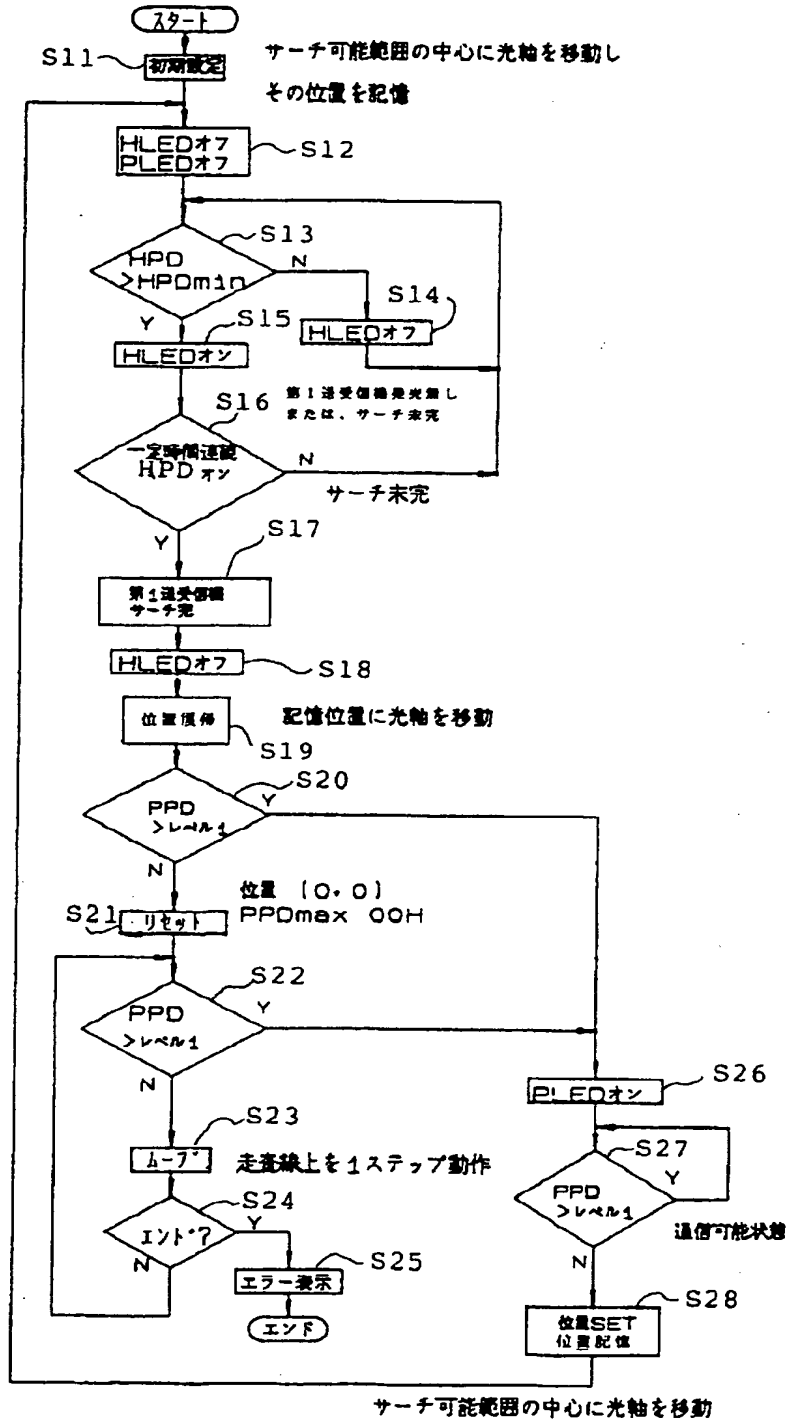 スタート
S11
初期設定
サーチ可能範囲の中心に光軸を移動し
その位置を記憶
HLEDオフ
PLEDオフ
S12
S13
HPD
>HPDmin
N
Y
S14
HLEDオフ
S15
HLEDオン
S16
第1送受信機発光無し
または、サーチ未完
一定時間連続
HPDオン
N
サーチ未完
Y
S17
第1送受信機
サーチ完
HLEDオフ
S18
位置復帰
記憶位置に光軸を移動
S19
S20
PPD
>レベル1
Y
N
位置 (0,0)
PPDmax 00H
S21
リセット
S22
PPD
>レベル1
Y
N
S23
ムーブ
走査線上を1ステップ動作
S24
エンド?
Y
N
S25
エラー表示
エンド
S26
PLEDオン
S27
PPD
>レベル1
Y
通信可能状態
N
S28
位置SET
位置記憶
サーチ可能範囲の中心に光軸を移動